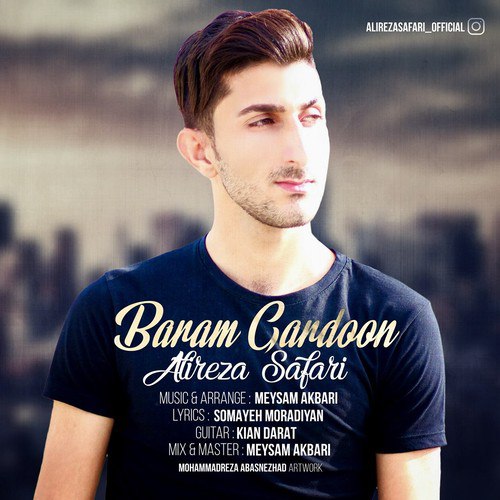 ALIREZASAFARI_OFFICIAL
Baram Gardoon
Alireza Safari
MUSIC & ARRANGE : MEYSAM AKBARI
LYRICS : SOMAYEH MORADIYAN
GUITAR : KIAN DARAT
MIX & MASTER : MEYSAM AKBARI
MOHAMMADREZA ABASNEZHAD ARTWORK